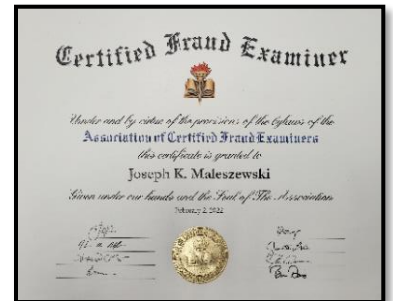 Certified Fraud Examiner
Under and by virtue of the provisions of the bylaws of the
Association of Certified Fraud Examiners
this certificate is granted to
Joseph K. Maleszewski
Given under our hands and the Seal of The Association
February 2, 2022